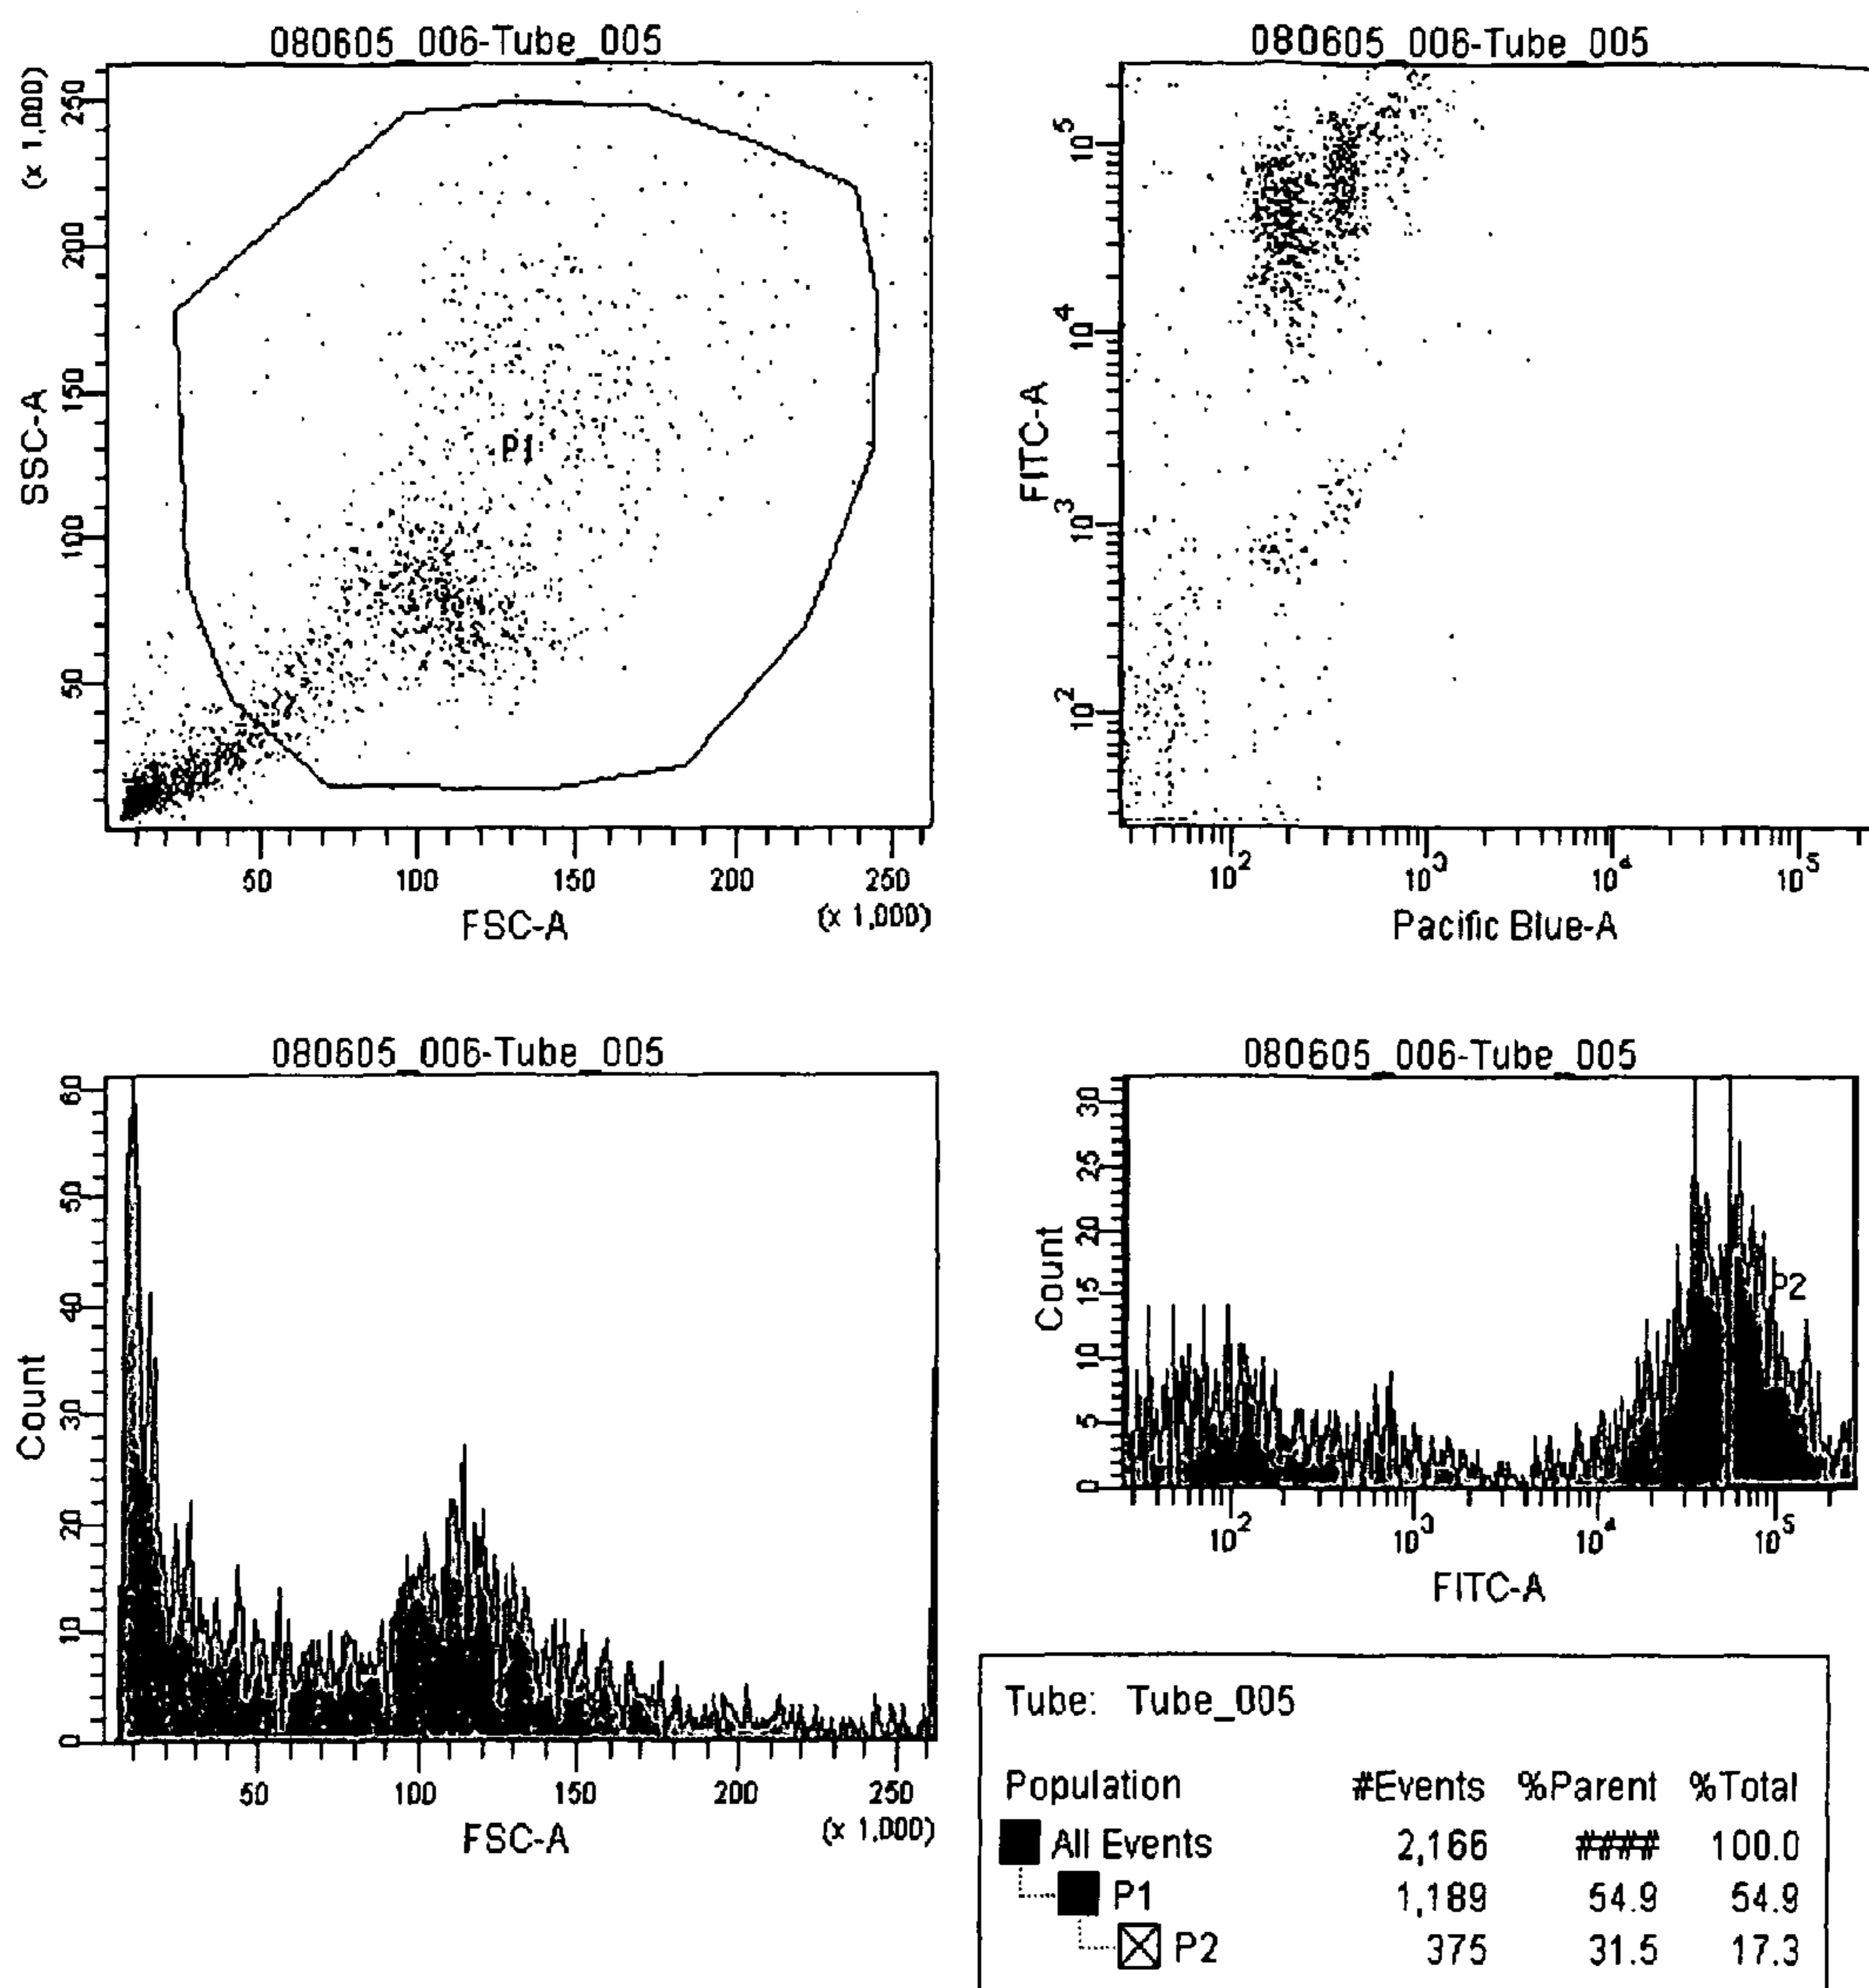 080605_006-Tube_005
(x 1,000)
250
200
150
100
50
SSC-A
P1
50 100 150 200 250
FSC-A (x 1,000)
080605_006-Tube_005
10^5
10^4
10^3
10^2
FITC-A
10^2 10^3 10^4 10^5
Pacific Blue-A
080605_006-Tube_005
60
50
40
30
20
10
0
Count
50 100 150 200 250
FSC-A (x 1,000)
080605_006-Tube_005
30
25
20
15
10
5
0
Count
P2
10^2 10^3 10^4 10^5
FITC-A
Tube: Tube_005
Population #Events %Parent %Total
All Events 2,166 #### 100.0
P1 1,189 54.9 54.9
P2 375 31.5 17.3